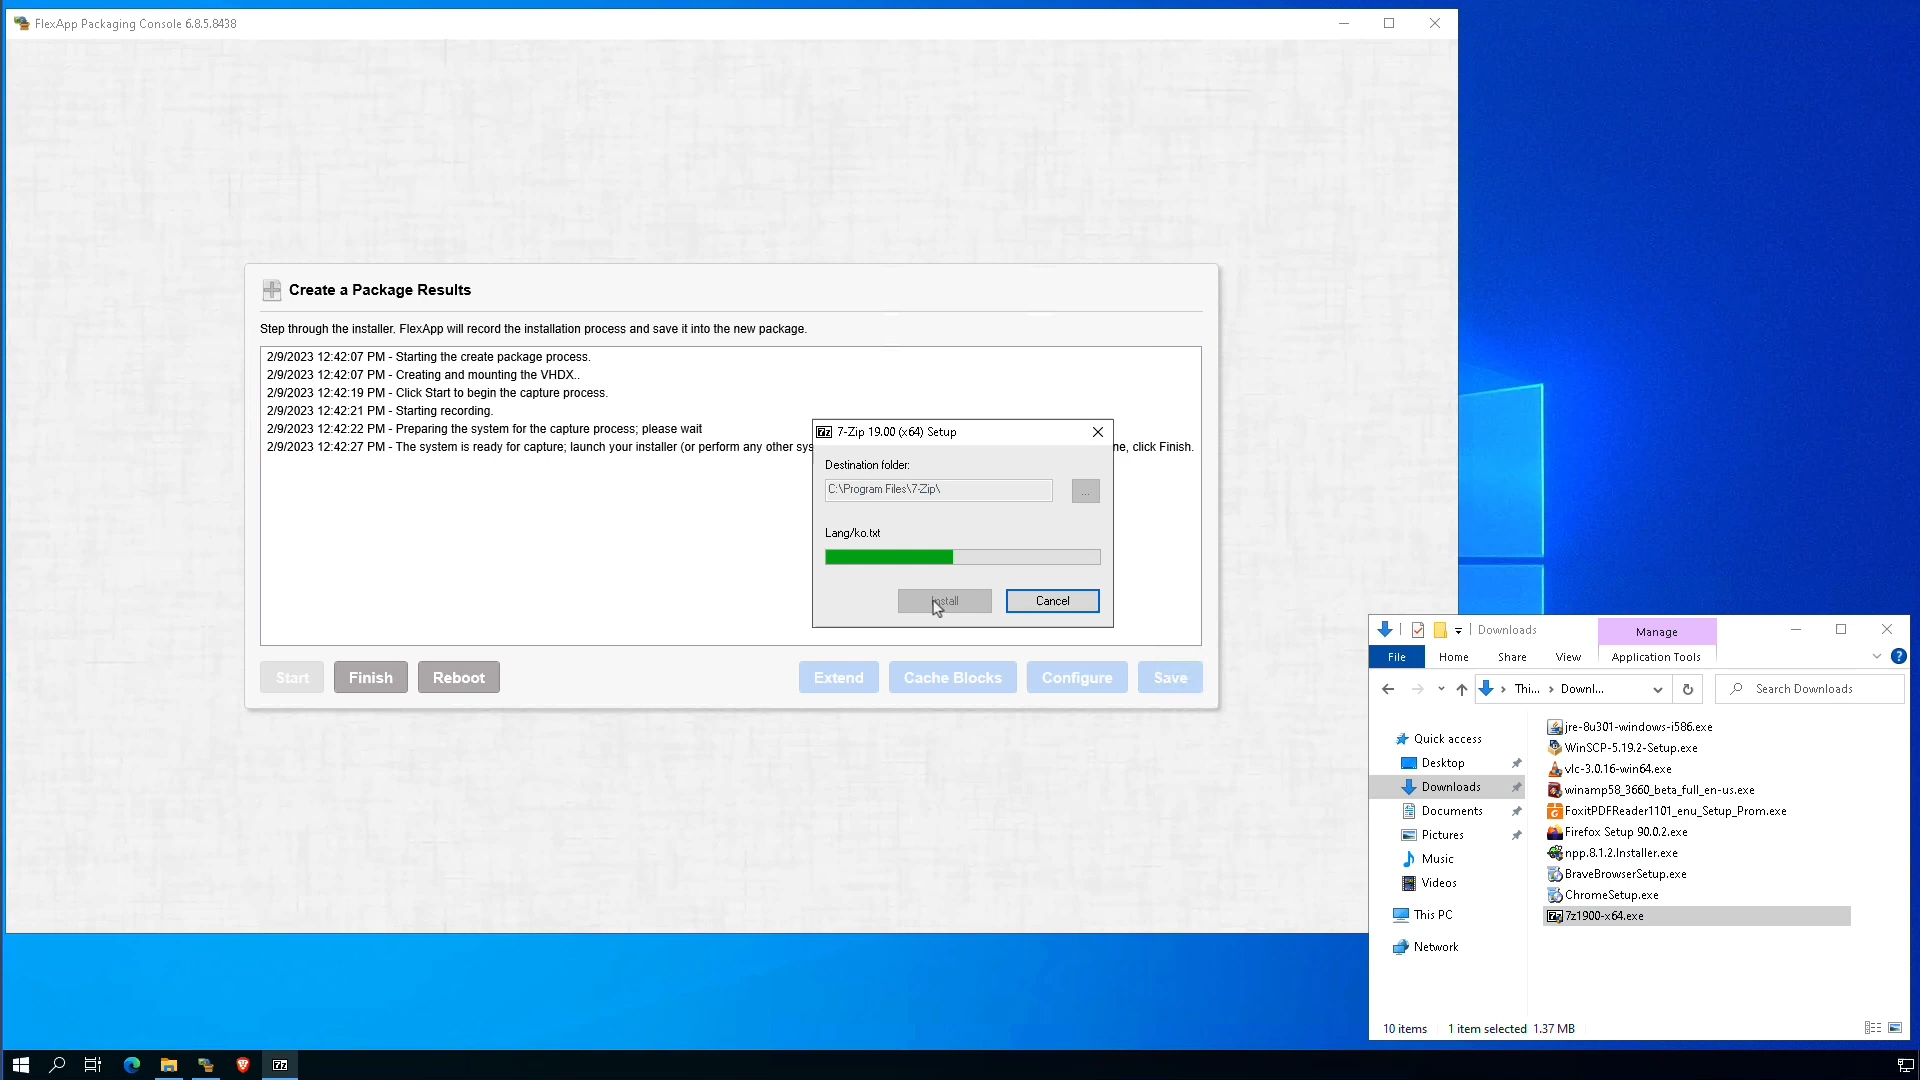 FlexApp Packaging Console 6.8.5.8438
Create a Package Results
Step through the installer. FlexApp will record the installation process and save it into the new package.
2/9/2023 12:42:07 PM - Starting the create package process.
2/9/2023 12:42:07 PM - Creating and mounting the VHDX..
2/9/2023 12:42:19 PM - Click Start to begin the capture process.
2/9/2023 12:42:21 PM - Starting recording.
2/9/2023 12:42:22 PM - Preparing the system for the capture process; please wait
2/9/2023 12:42:27 PM - The system is ready for capture; launch your installer (or perform any other sys
ne, click Finish.
7-Zip 19.00 (x64) Setup
Destination folder:
C:\Program Files\7-Zip\
...
Lang/ko.txt
Install
Cancel
Start
Finish
Reboot
Extend
Cache Blocks
Configure
Save
Downloads
Manage
File
Home
Share
View
Application Tools
Thi... > Downl...
Search Downloads
Quick access
Desktop
Downloads
Documents
Pictures
Music
Videos
This PC
Network
jre-8u301-windows-i586.exe
WinSCP-5.19.2-Setup.exe
vlc-3.0.16-win64.exe
winamp58_3660_beta_full_en-us.exe
FoxitPDFReader1101_enu_Setup_Prom.exe
Firefox Setup 90.0.2.exe
npp.8.1.2.Installer.exe
BraveBrowserSetup.exe
ChromeSetup.exe
7z1900-x64.exe
10 items
1 item selected 1.37 MB